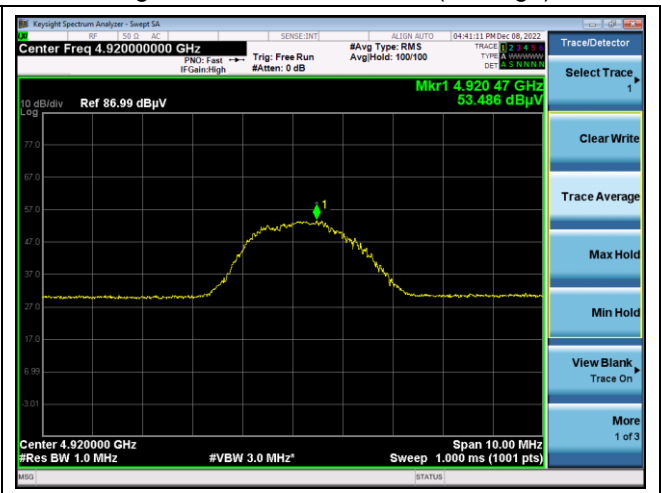 Keysight Spectrum Analyzer - Swept SA
RF 50 Ω AC SENSE:INT ALIGN AUTO 04:41:11 PM Dec 08, 2022
Center Freq 4.920000000 GHz
PNO: Fast
IFGain:High
Trig: Free Run
#Atten: 0 dB
#Avg Type: RMS
Avg|Hold: 100/100
TRACE 1 2 3 4 5 6
TYPE A WWWWW
DET A S N N N N
Mkr1 4.920 47 GHz
53.486 dBµV
10 dB/div Ref 86.99 dBµV
Log
77.0
67.0
57.0
47.0
37.0
27.0
17.0
6.99
-3.01
1
Center 4.920000 GHz Span 10.00 MHz
#Res BW 1.0 MHz #VBW 3.0 MHz* Sweep 1.000 ms (1001 pts)
MSG STATUS
Trace/Detector
Select Trace
1
Clear Write
Trace Average
Max Hold
Min Hold
View Blank
Trace On
More
1 of 3